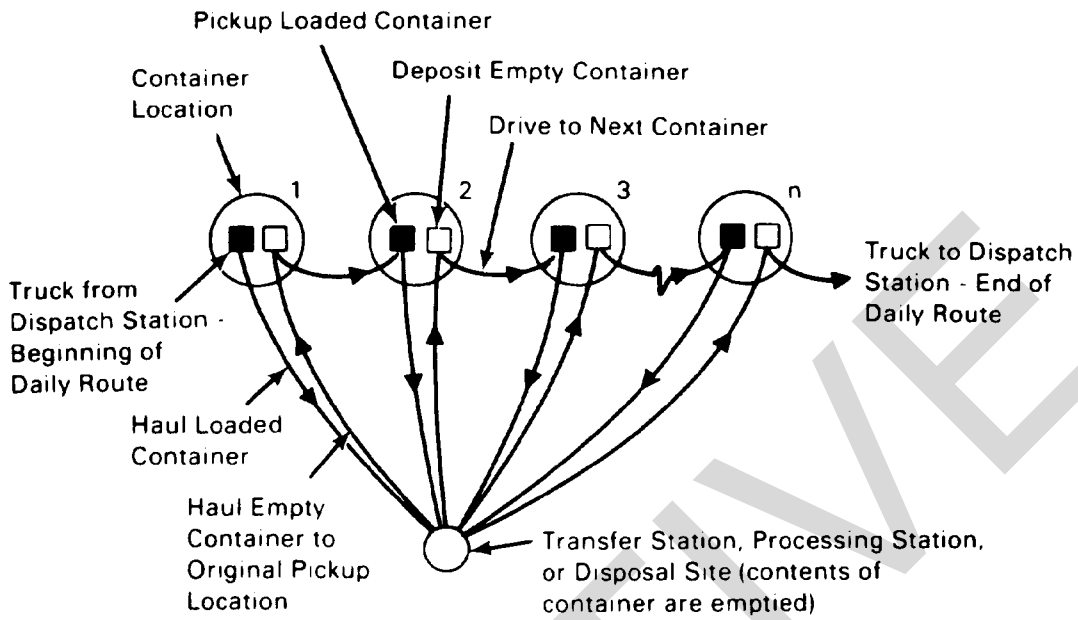 Pickup Loaded Container
Container
Location
Deposit Empty Container
Drive to Next Container
1
2
3
n
Truck from
Dispatch Station -
Beginning of
Daily Route
Truck to Dispatch
Station - End of
Daily Route
Haul Loaded
Container
Haul Empty
Container to
Original Pickup
Location
Transfer Station, Processing Station,
or Disposal Site (contents of
container are emptied)